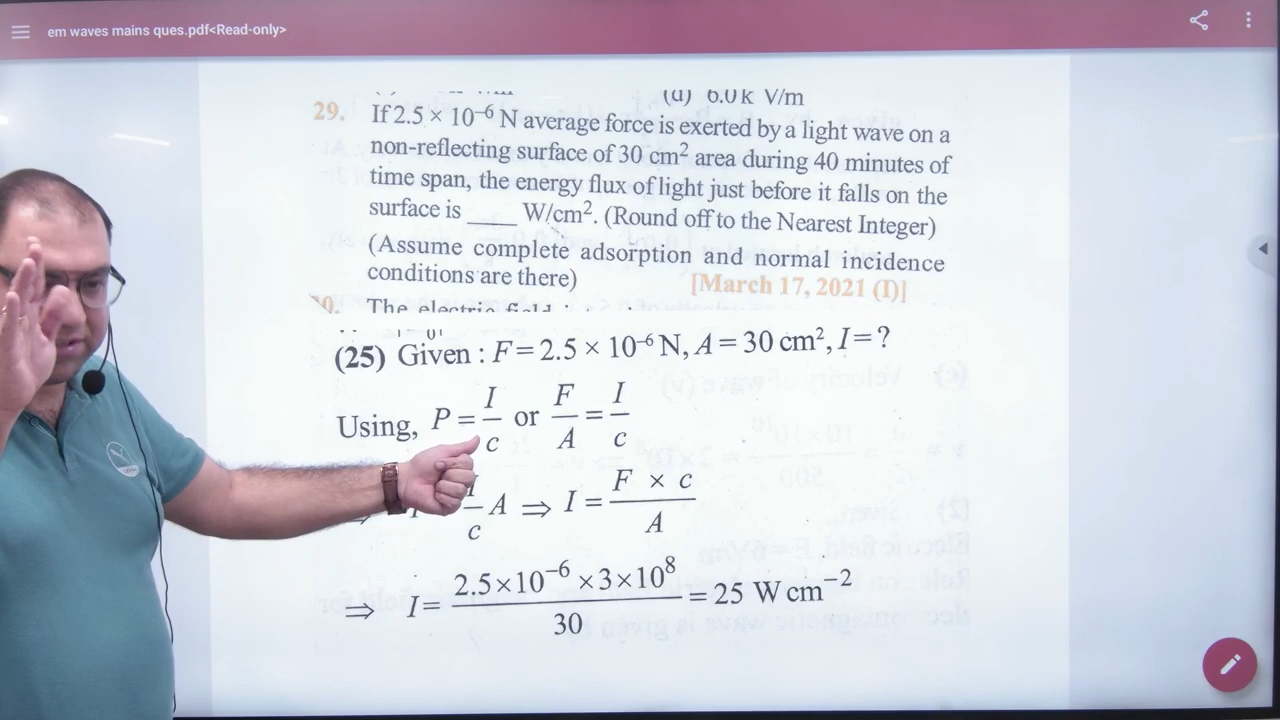 em waves mains ques.pdf<Read-only>
(d) 6.0k V/m
29. If 2.5 × 10⁻⁶ N average force is exerted by a light wave on a
non-reflecting surface of 30 cm² area during 40 minutes of
time span, the energy flux of light just before it falls on the
surface is ____ W/cm². (Round off to the Nearest Integer)
(Assume complete adsorption and normal incidence
conditions are there) [March 17, 2021 (I)]
The electric field
(25) Given : F = 2.5 × 10⁻⁶ N, A = 30 cm², I = ?
Using, P = I/c or F/A = I/c
I/c A ⇒ I = F × c / A
⇒ I = 2.5×10⁻⁶ ×3×10⁸ / 30 = 25 W cm⁻²